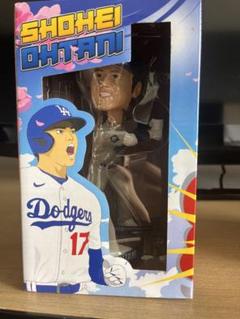 SHOHEI
OHTANI
Dodgers
17